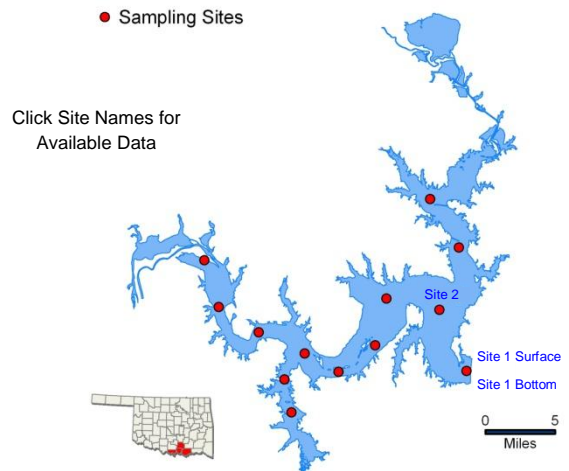 Sampling Sites
Click Site Names for
Available Data
Site 2
Site 1 Surface
Site 1 Bottom
0 5
Miles